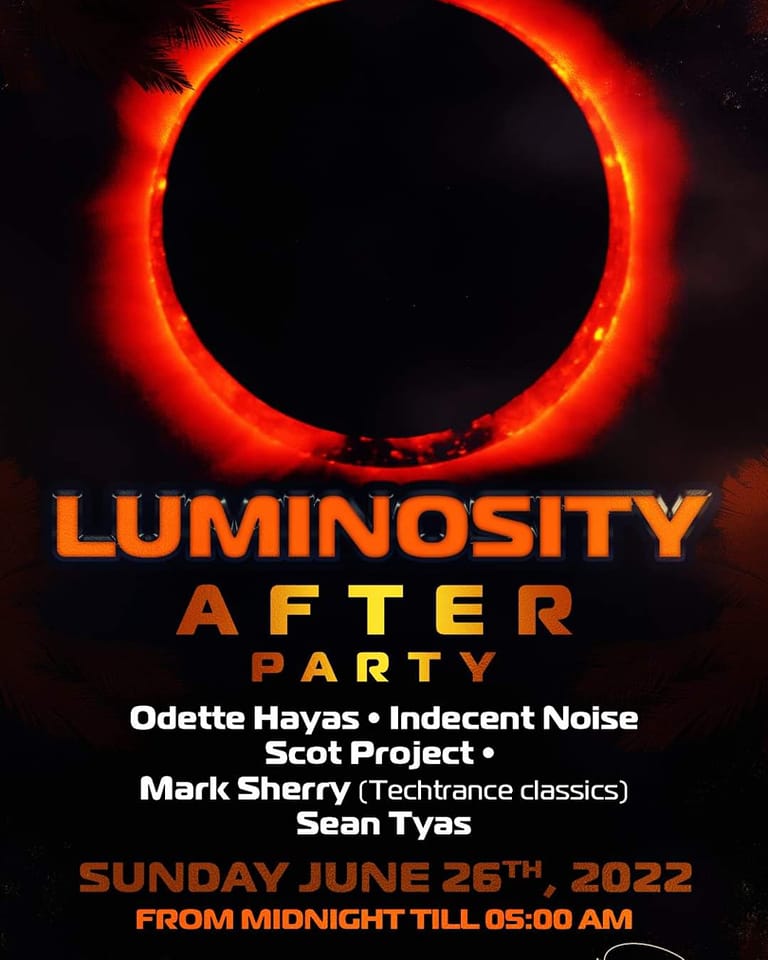 LUMINOSITY
AFTER
PARTY
Odette Hayas • Indecent Noise
Scot Project •
Mark Sherry (Techtrance classics)
Sean Tyas
SUNDAY JUNE 26TH, 2022
FROM MIDNIGHT TILL 05:00 AM